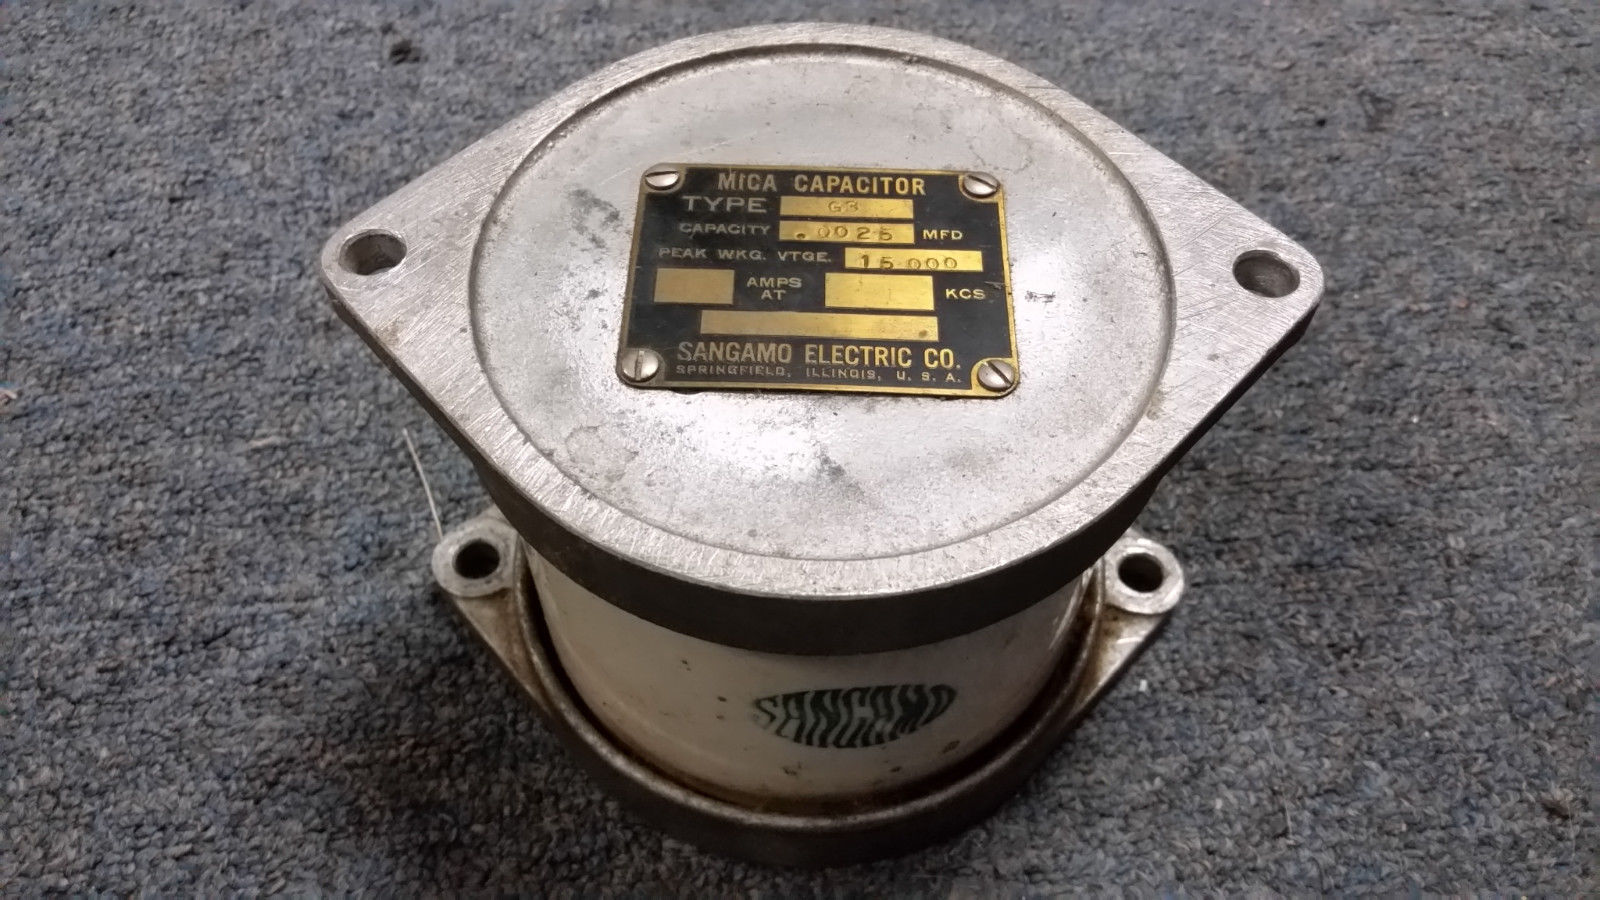 MICA CAPACITOR
TYPE G3
CAPACITY .0025 MFD
PEAK WKG. VTGE. 15000
AMPS AT KCS
SANGAMO ELECTRIC CO.
SPRINGFIELD, ILLINOIS, U. S. A.
SANGAMO